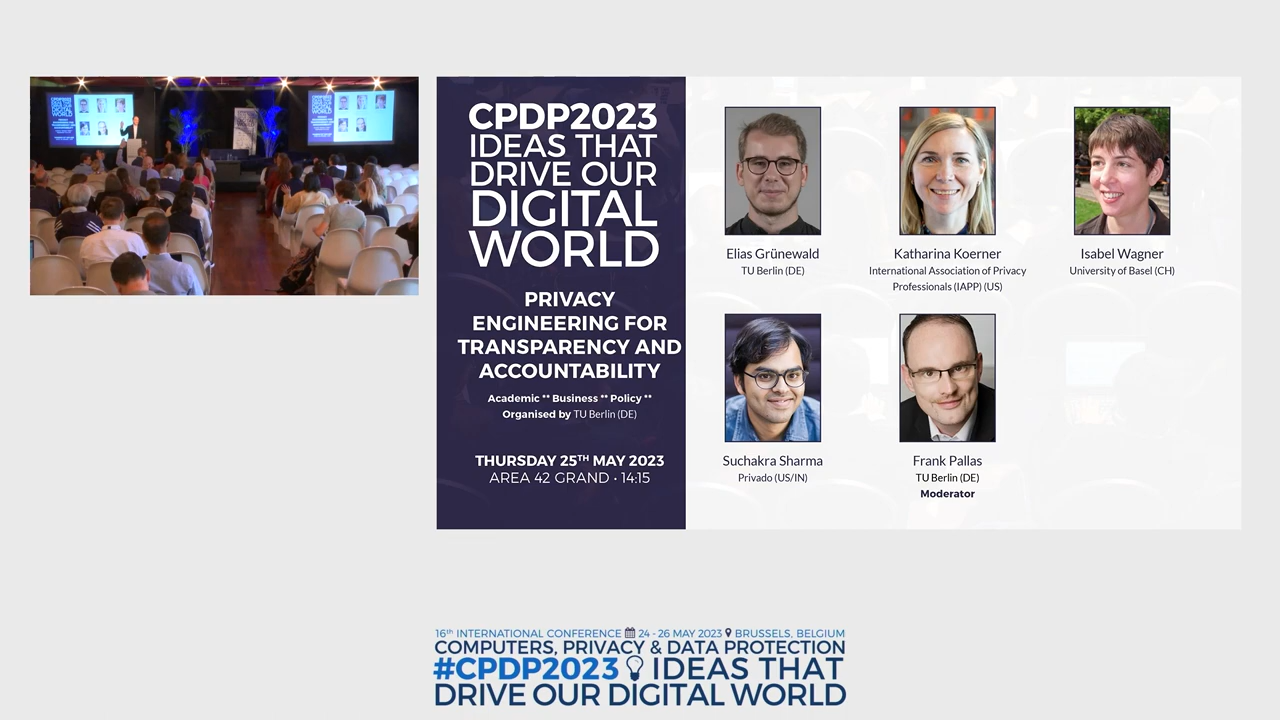 CPDP2023
IDEAS THAT
DRIVE OUR
DIGITAL
WORLD
PRIVACY
ENGINEERING FOR
TRANSPARENCY AND
ACCOUNTABILITY
Academic ** Business ** Policy **
Organised by TU Berlin (DE)
THURSDAY 25TH MAY 2023
AREA 42 GRAND • 14:15
Elias Grünewald
TU Berlin (DE)
Katharina Koerner
International Association of Privacy
Professionals (IAPP) (US)
Isabel Wagner
University of Basel (CH)
Suchakra Sharma
Privado (US/IN)
Frank Pallas
TU Berlin (DE)
Moderator
16th INTERNATIONAL CONFERENCE 24 - 26 MAY 2023 BRUSSELS, BELGIUM
COMPUTERS, PRIVACY & DATA PROTECTION
#CPDP2023 IDEAS THAT
DRIVE OUR DIGITAL WORLD